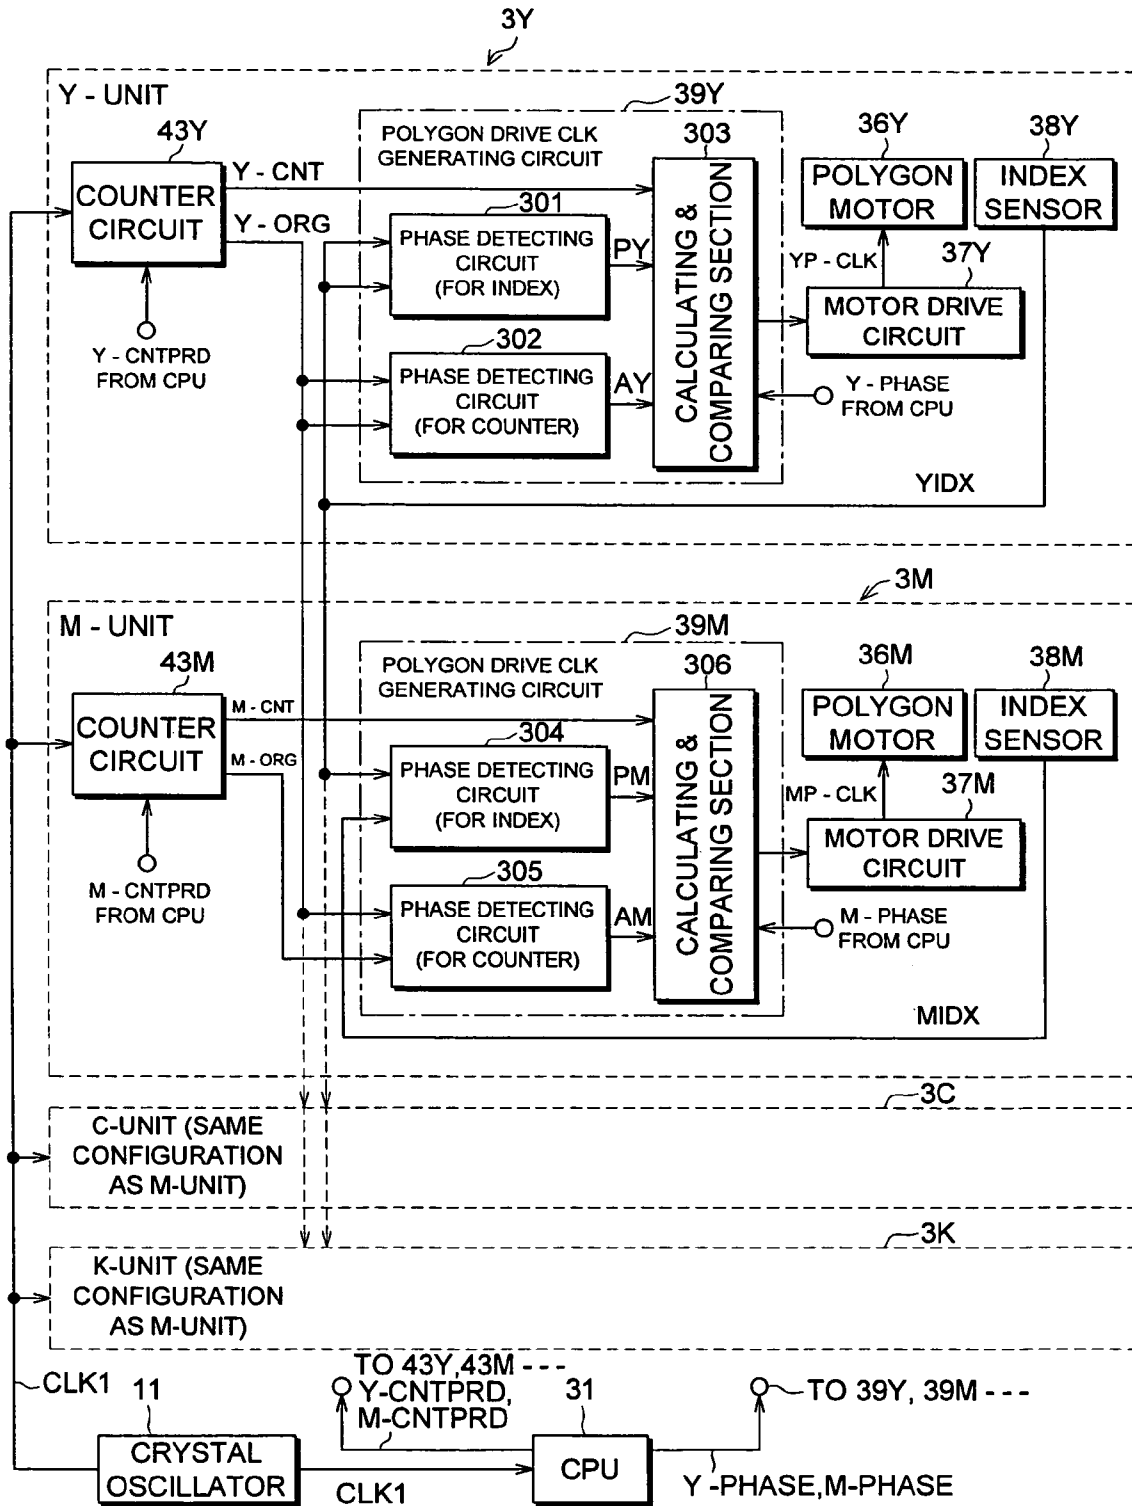 3Y
Y - UNIT
43Y
COUNTER
CIRCUIT
Y - CNT
Y - ORG
Y - CNTPRD
FROM CPU
39Y
POLYGON DRIVE CLK
GENERATING CIRCUIT
301
PHASE DETECTING
CIRCUIT
(FOR INDEX)
PY
302
PHASE DETECTING
CIRCUIT
(FOR COUNTER)
AY
303
CALCULATING &
COMPARING SECTION
36Y
POLYGON
MOTOR
38Y
INDEX
SENSOR
YP - CLK
37Y
MOTOR DRIVE
CIRCUIT
Y - PHASE
FROM CPU
YIDX
3M
M - UNIT
43M
COUNTER
CIRCUIT
M - CNT
M - ORG
M - CNTPRD
FROM CPU
39M
POLYGON DRIVE CLK
GENERATING CIRCUIT
304
PHASE DETECTING
CIRCUIT
(FOR INDEX)
PM
305
PHASE DETECTING
CIRCUIT
(FOR COUNTER)
AM
306
CALCULATING &
COMPARING SECTION
36M
POLYGON
MOTOR
38M
INDEX
SENSOR
MP - CLK
37M
MOTOR DRIVE
CIRCUIT
M - PHASE
FROM CPU
MIDX
3C
C-UNIT (SAME
CONFIGURATION
AS M-UNIT)
3K
K-UNIT (SAME
CONFIGURATION
AS M-UNIT)
CLK1
11
CRYSTAL
OSCILLATOR
CLK1
TO 43Y,43M - - -
Y-CNTPRD,
M-CNTPRD
31
CPU
TO 39Y, 39M - - -
Y -PHASE,M-PHASE